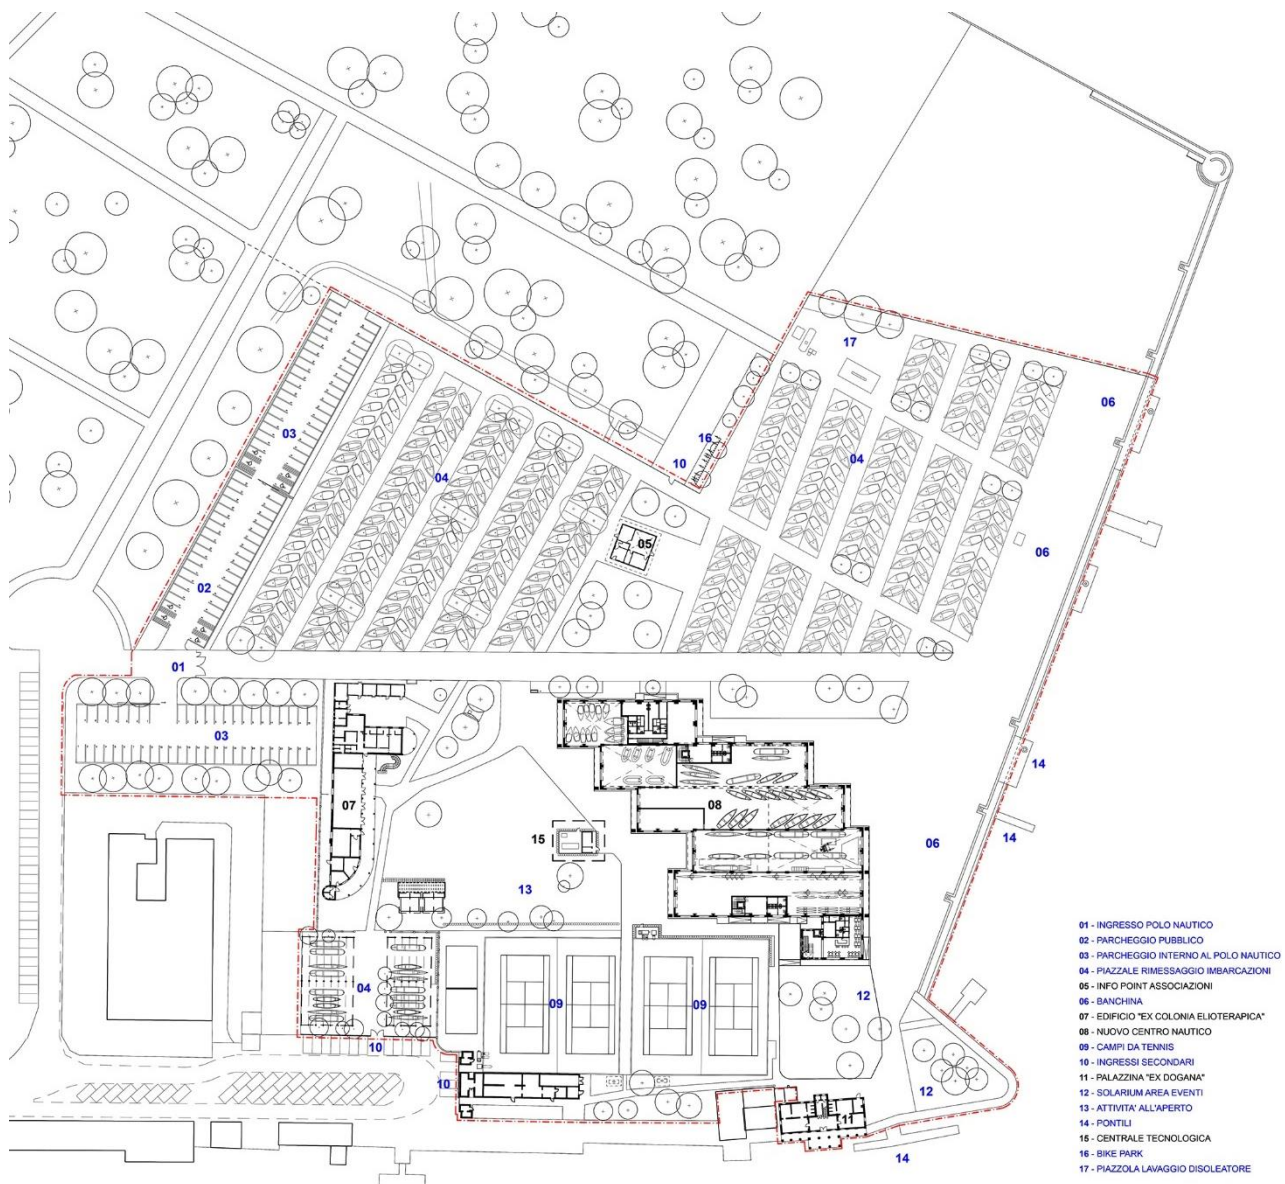 17
06
03
16
04
10
04
05
06
02
01
03
07
08
15
14
14
06
13
04
09
09
12
10
10
12
11
14
01 - INGRESSO POLO NAUTICO
02 - PARCHEGGIO PUBBLICO
03 - PARCHEGGIO INTERNO AL POLO NAUTICO
04 - PIAZZALE RIMESSAGGIO IMBARCAZIONI
05 - INFO POINT ASSOCIAZIONI
06 - BANCHINA
07 - EDIFICIO "EX COLONIA ELIOTERAPICA"
08 - NUOVO CENTRO NAUTICO
09 - CAMPI DA TENNIS
10 - INGRESSI SECONDARI
11 - PALAZZINA "EX DOGANA"
12 - SOLARIUM AREA EVENTI
13 - ATTIVITA' ALL'APERTO
14 - PONTILI
15 - CENTRALE TECNOLOGICA
16 - BIKE PARK
17 - PIAZZOLA LAVAGGIO DISOLEATORE